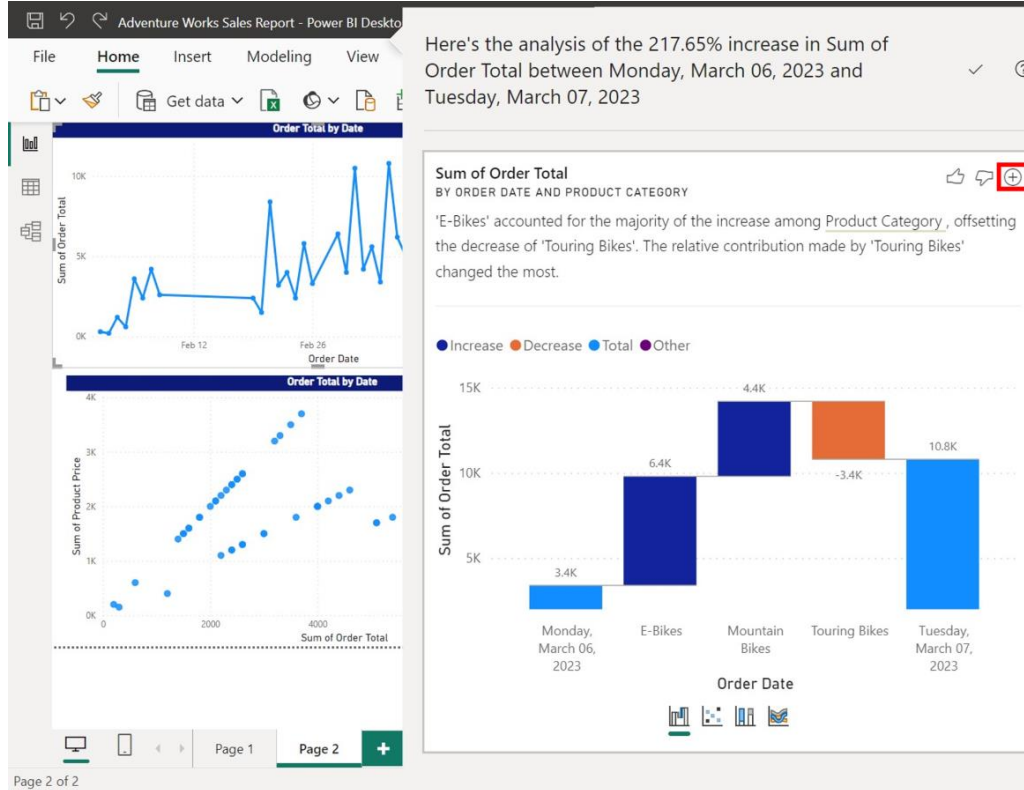 Adventure Works Sales Report - Power BI Deskto
File Home Insert Modeling View
Get data
Order Total by Date
10K
5K
0K
Sum of Order Total
Feb 12 Feb 26
Order Date
Order Total by Date
4K
3K
2K
1K
0K
Sum of Product Price
0 2000 4000
Sum of Order Total
Page 1 Page 2 +
Page 2 of 2
Here's the analysis of the 217.65% increase in Sum of
Order Total between Monday, March 06, 2023 and
Tuesday, March 07, 2023
Sum of Order Total
BY ORDER DATE AND PRODUCT CATEGORY
'E-Bikes' accounted for the majority of the increase among Product Category , offsetting
the decrease of 'Touring Bikes'. The relative contribution made by 'Touring Bikes'
changed the most.
Increase Decrease Total Other
15K
10K
5K
Sum of Order Total
3.4K
6.4K
4.4K
-3.4K
10.8K
Monday, E-Bikes Mountain Touring Bikes Tuesday,
March 06, Bikes March 07,
2023 2023
Order Date